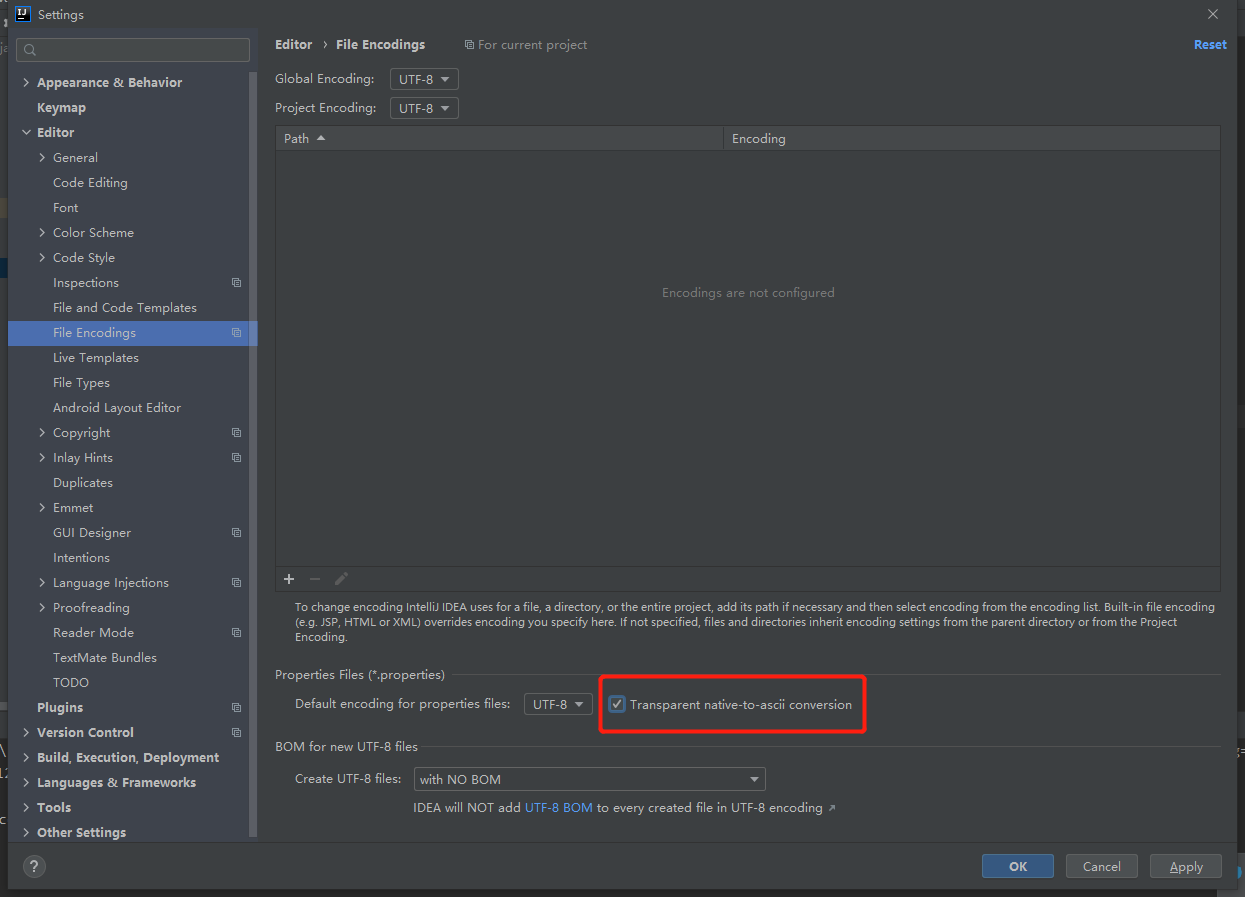 Settings
Editor › File Encodings For current project Reset
Global Encoding: UTF-8
Project Encoding: UTF-8
Path Encoding
Encodings are not configured
Appearance & Behavior
Keymap
Editor
General
Code Editing
Font
Color Scheme
Code Style
Inspections
File and Code Templates
File Encodings
Live Templates
File Types
Android Layout Editor
Copyright
Inlay Hints
Duplicates
Emmet
GUI Designer
Intentions
Language Injections
Proofreading
Reader Mode
TextMate Bundles
TODO
Plugins
Version Control
Build, Execution, Deployment
Languages & Frameworks
Tools
Other Settings
To change encoding IntelliJ IDEA uses for a file, a directory, or the entire project, add its path if necessary and then select encoding from the encoding list. Built-in file encoding
(e.g. JSP, HTML or XML) overrides encoding you specify here. If not specified, files and directories inherit encoding settings from the parent directory or from the Project
Encoding.
Properties Files (*.properties)
Default encoding for properties files: UTF-8 Transparent native-to-ascii conversion
BOM for new UTF-8 files
Create UTF-8 files: with NO BOM
IDEA will NOT add UTF-8 BOM to every created file in UTF-8 encoding ↗
? OK Cancel Apply